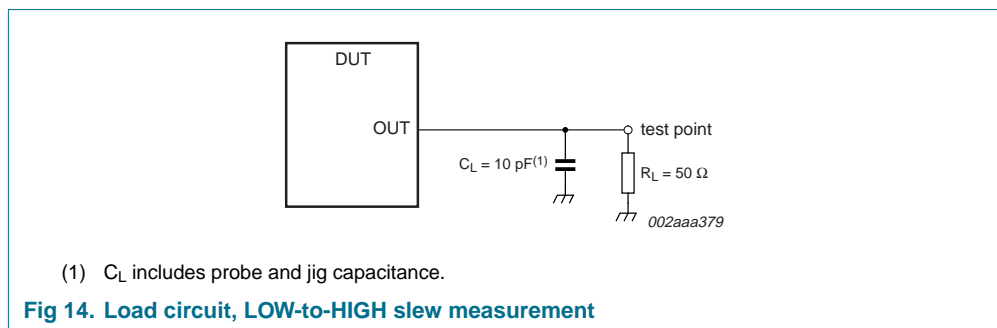 DUT
OUT
test point
C_L = 10 pF(1)
R_L = 50 Ω
002aaa379
(1) C_L includes probe and jig capacitance.
Fig 14. Load circuit, LOW-to-HIGH slew measurement